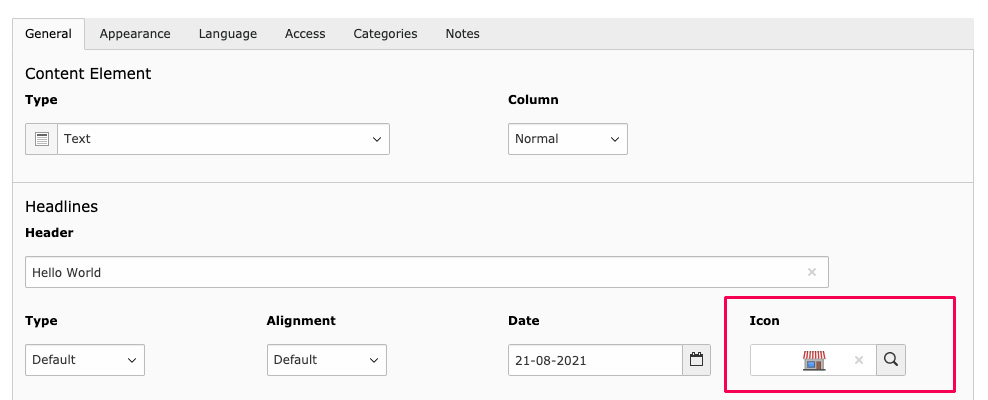 General Appearance Language Access Categories Notes
Content Element
Type Column
Text Normal
Headlines
Header
Hello World
Type Alignment Date Icon
Default Default 21-08-2021